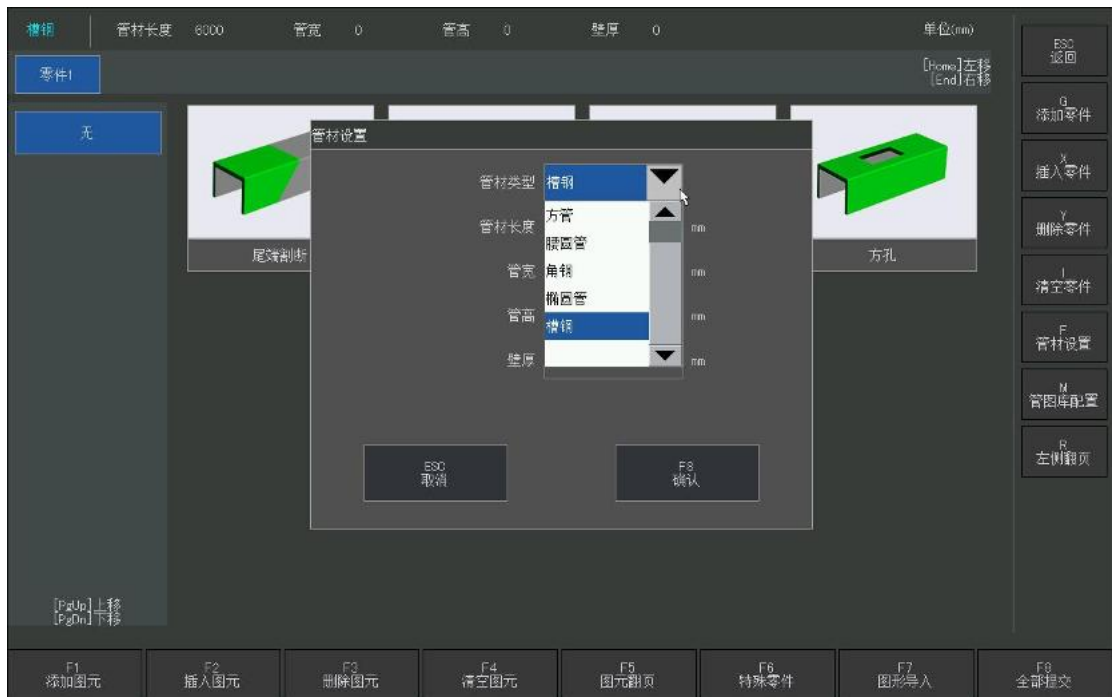 槽钢 管材长度 6000 管宽 0 管高 0 壁厚 0 单位(mm)
零件1
[Home]左移
[End]右移
无
尾端割断
方孔
管材设置
管材类型 槽钢
方管
腰圆管
角钢
椭圆管
槽钢
管材长度 mm
管宽 mm
管高 mm
壁厚 mm
ESC
取消
F8
确认
[PgUp]上移
[PgDn]下移
ESC
返回
G
添加零件
X
插入零件
Y
删除零件
I
清空零件
F
管材设置
M
管图库配置
R
左侧翻页
F1
添加图元
F2
插入图元
F3
删除图元
F4
清空图元
F5
图元翻页
F6
特殊零件
F7
图形导入
F8
全部提交